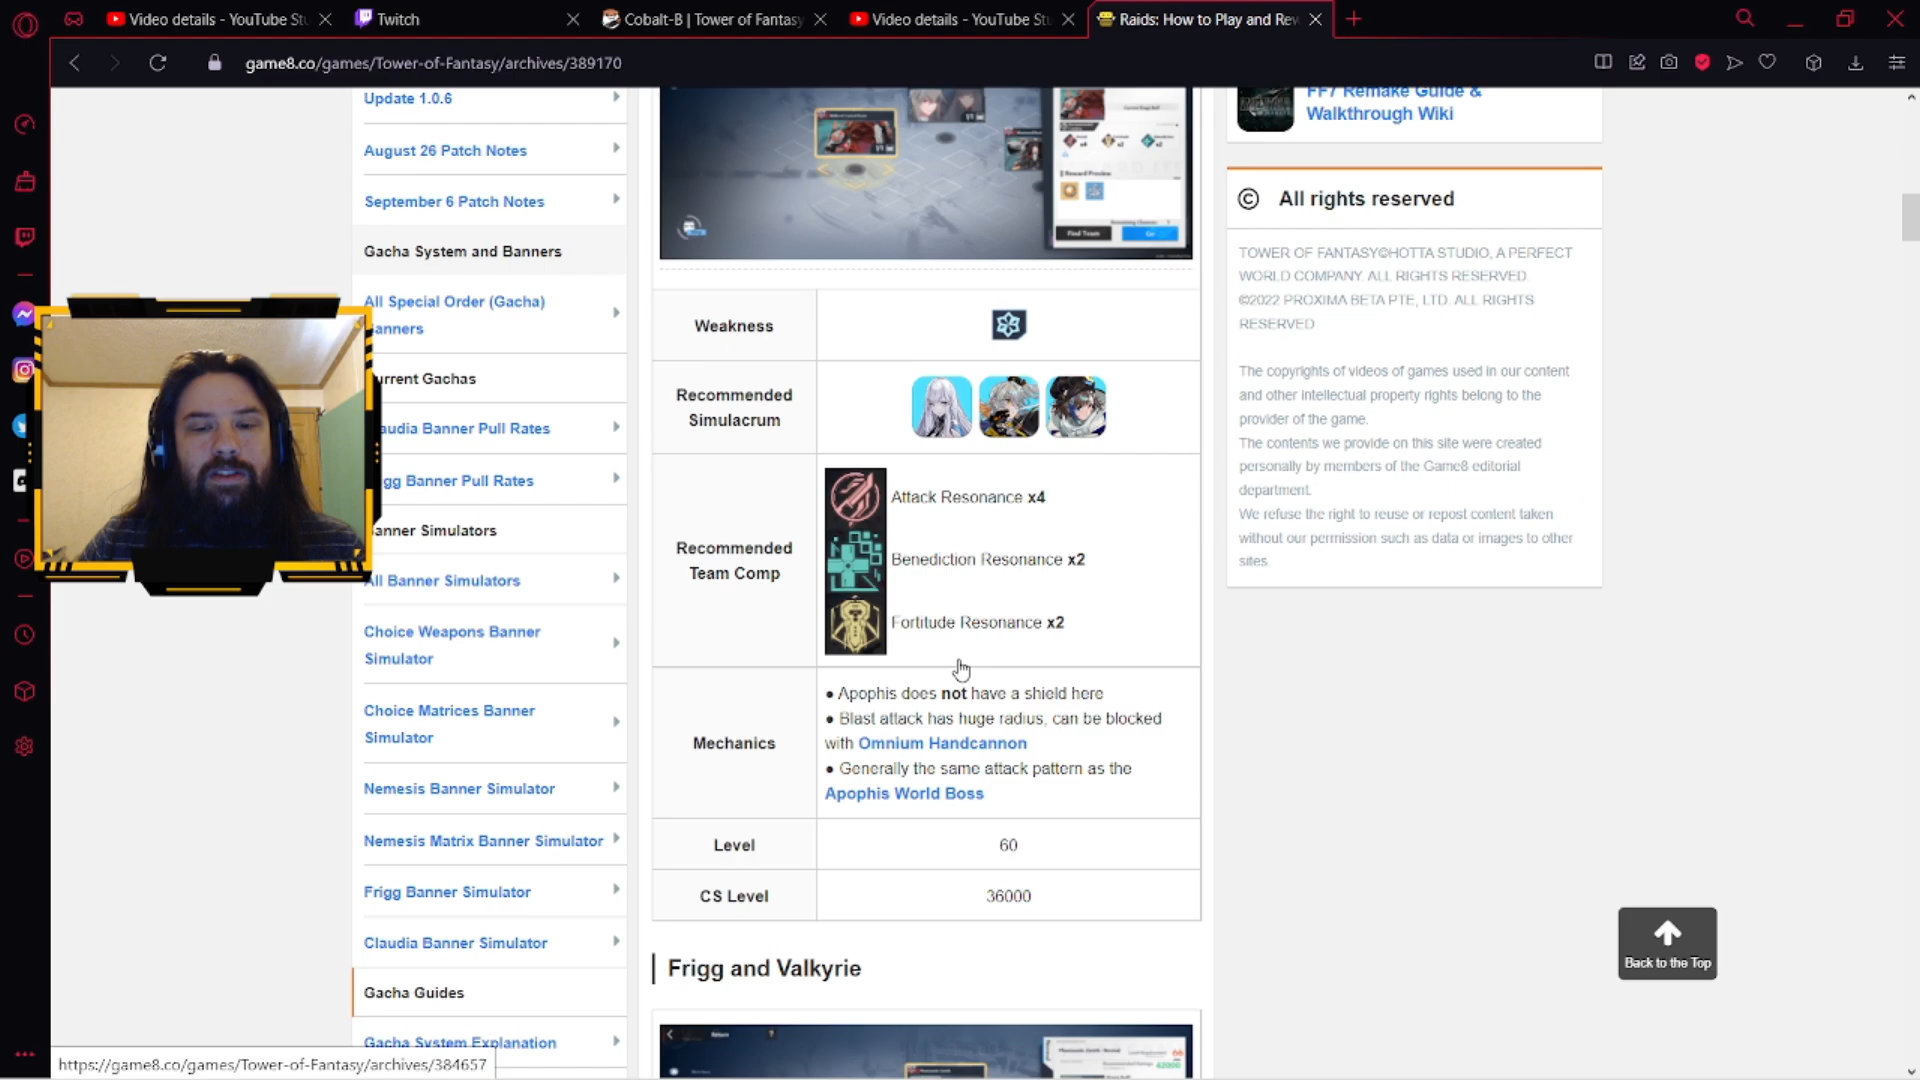 Video details - YouTube Stu
Twitch
Cobalt-B | Tower of Fantasy
Video details - YouTube Stu
Raids: How to Play and Rew
game8.co/games/Tower-of-Fantasy/archives/389170
Update 1.0.6
August 26 Patch Notes
September 6 Patch Notes
Gacha System and Banners
All Special Order (Gacha)
anners
urrent Gachas
audia Banner Pull Rates
gg Banner Pull Rates
anner Simulators
All Banner Simulators
Choice Weapons Banner
Simulator
Choice Matrices Banner
Simulator
Nemesis Banner Simulator
Nemesis Matrix Banner Simulator
Frigg Banner Simulator
Claudia Banner Simulator
Gacha Guides
Gacha System Explanation
https://game8.co/games/Tower-of-Fantasy/archives/384657
Reward Preview
Find Team
Go
Weakness
Recommended
Simulacrum
Recommended
Team Comp
Attack Resonance x4
Benediction Resonance x2
Fortitude Resonance x2
Mechanics
● Apophis does not have a shield here
● Blast attack has huge radius, can be blocked
with Omnium Handcannon
● Generally the same attack pattern as the
Apophis World Boss
Level
60
CS Level
36000
Frigg and Valkyrie
Return
?
FF7 Remake Guide &
Walkthrough Wiki
© All rights reserved
TOWER OF FANTASY©HOTTA STUDIO, A PERFECT
WORLD COMPANY. ALL RIGHTS RESERVED.
©2022 PROXIMA BETA PTE, LTD. ALL RIGHTS
RESERVED
The copyrights of videos of games used in our content
and other intellectual property rights belong to the
provider of the game.
The contents we provide on this site were created
personally by members of the Game8 editorial
department.
We refuse the right to reuse or repost content taken
without our permission such as data or images to other
sites.
Back to the Top